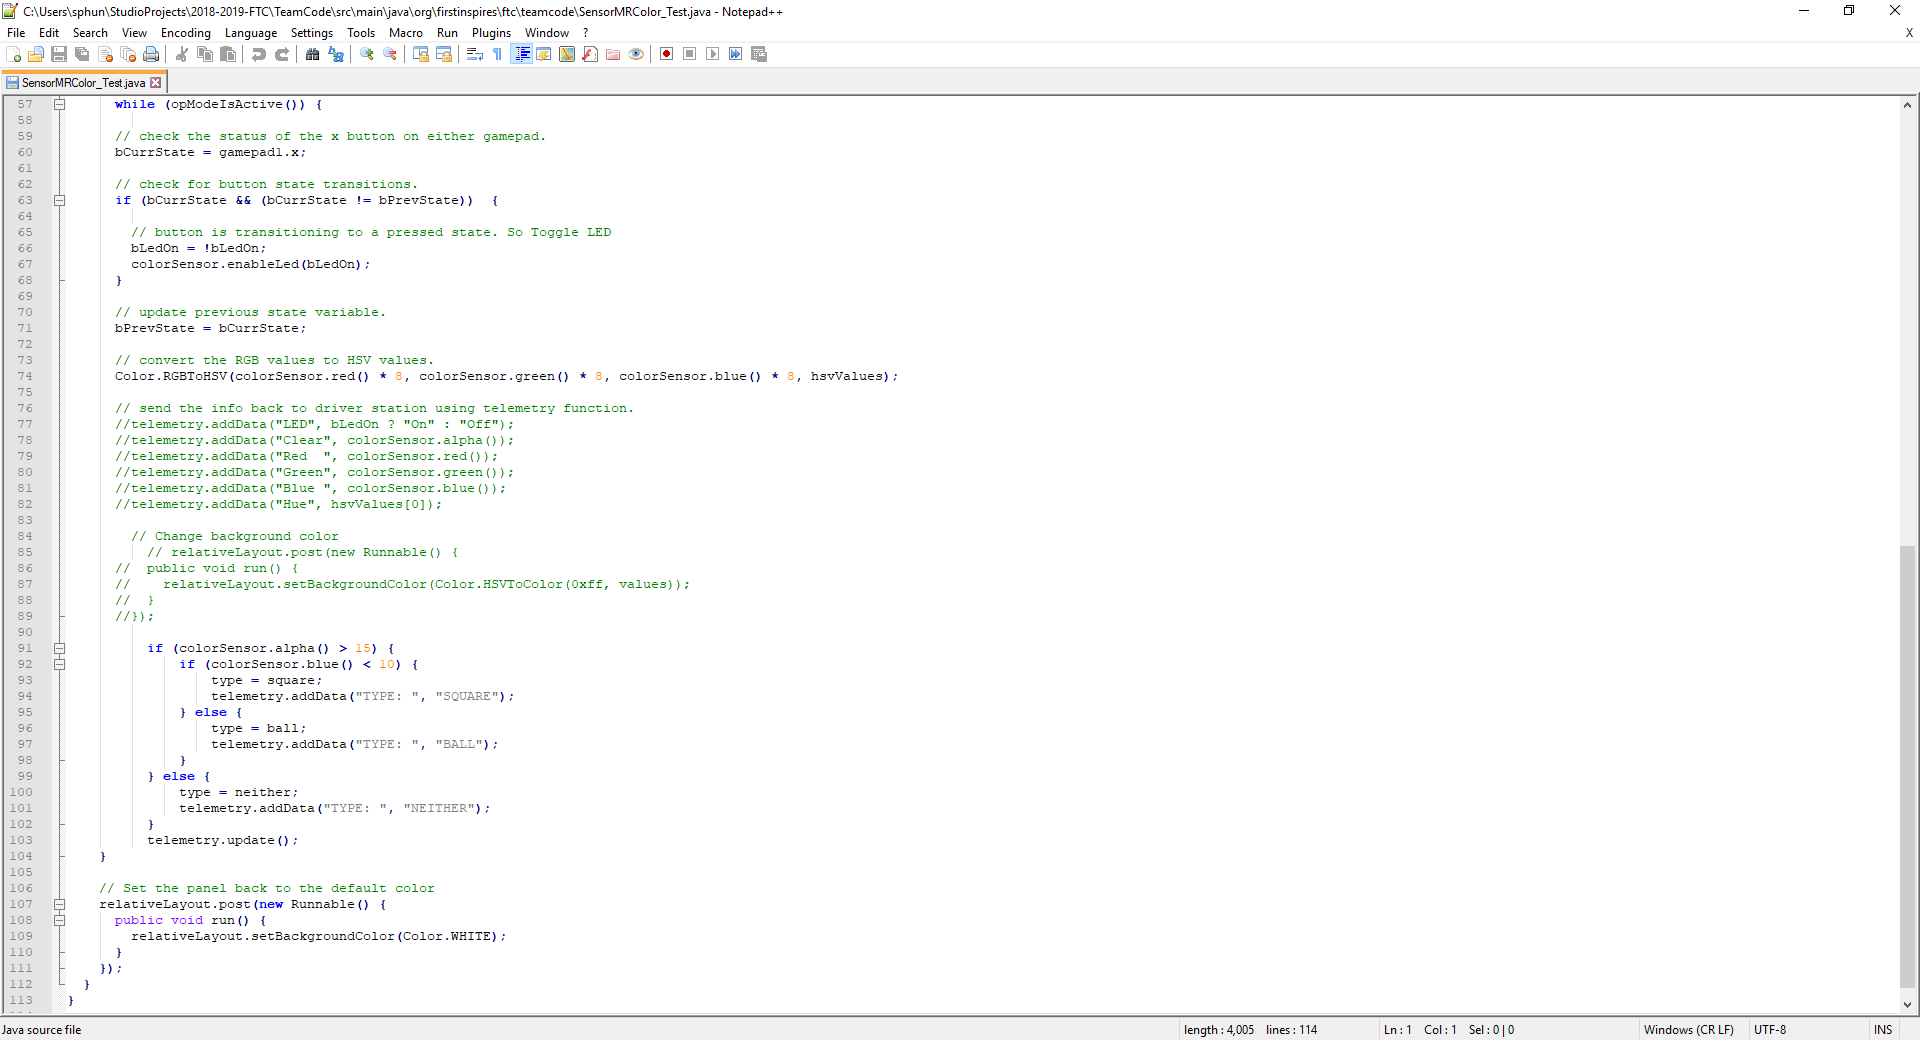 C:\Users\sphun\StudioProjects\2018-2019-FTC\TeamCode\src\main\java\org\firstinspires\ftc\teamcode\SensorMRColor_Test.java - Notepad++
File Edit Search View Encoding Language Settings Tools Macro Run Plugins Window ? X
SensorMRColor_Test.java
57 while (opModeIsActive()) {
58
59 // check the status of the x button on either gamepad.
60 bCurrState = gamepad1.x;
61
62 // check for button state transitions.
63 if (bCurrState && (bCurrState != bPrevState))  {
64
65 // button is transitioning to a pressed state. So Toggle LED
66 bLedOn = !bLedOn;
67 colorSensor.enableLed(bLedOn);
68 }
69
70 // update previous state variable.
71 bPrevState = bCurrState;
72
73 // convert the RGB values to HSV values.
74 Color.RGBToHSV(colorSensor.red() * 8, colorSensor.green() * 8, colorSensor.blue() * 8, hsvValues);
75
76 // send the info back to driver station using telemetry function.
77 //telemetry.addData("LED", bLedOn ? "On" : "Off");
78 //telemetry.addData("Clear", colorSensor.alpha());
79 //telemetry.addData("Red  ", colorSensor.red());
80 //telemetry.addData("Green", colorSensor.green());
81 //telemetry.addData("Blue ", colorSensor.blue());
82 //telemetry.addData("Hue", hsvValues[0]);
83
84 // Change background color
85 // relativeLayout.post(new Runnable() {
86 //  public void run() {
87 //    relativeLayout.setBackgroundColor(Color.HSVToColor(0xff, values));
88 //  }
89 //});
90
91 if (colorSensor.alpha() > 15) {
92 if (colorSensor.blue() < 10) {
93 type = square;
94 telemetry.addData("TYPE: ", "SQUARE");
95 } else {
96 type = ball;
97 telemetry.addData("TYPE: ", "BALL");
98 }
99 } else {
100 type = neither;
101 telemetry.addData("TYPE: ", "NEITHER");
102 }
103 telemetry.update();
104 }
105
106 // Set the panel back to the default color
107 relativeLayout.post(new Runnable() {
108 public void run() {
109 relativeLayout.setBackgroundColor(Color.WHITE);
110 }
111 });
112 }
113 }
Java source file length : 4,005 lines : 114 Ln : 1 Col : 1 Sel : 0 | 0 Windows (CR LF) UTF-8 INS